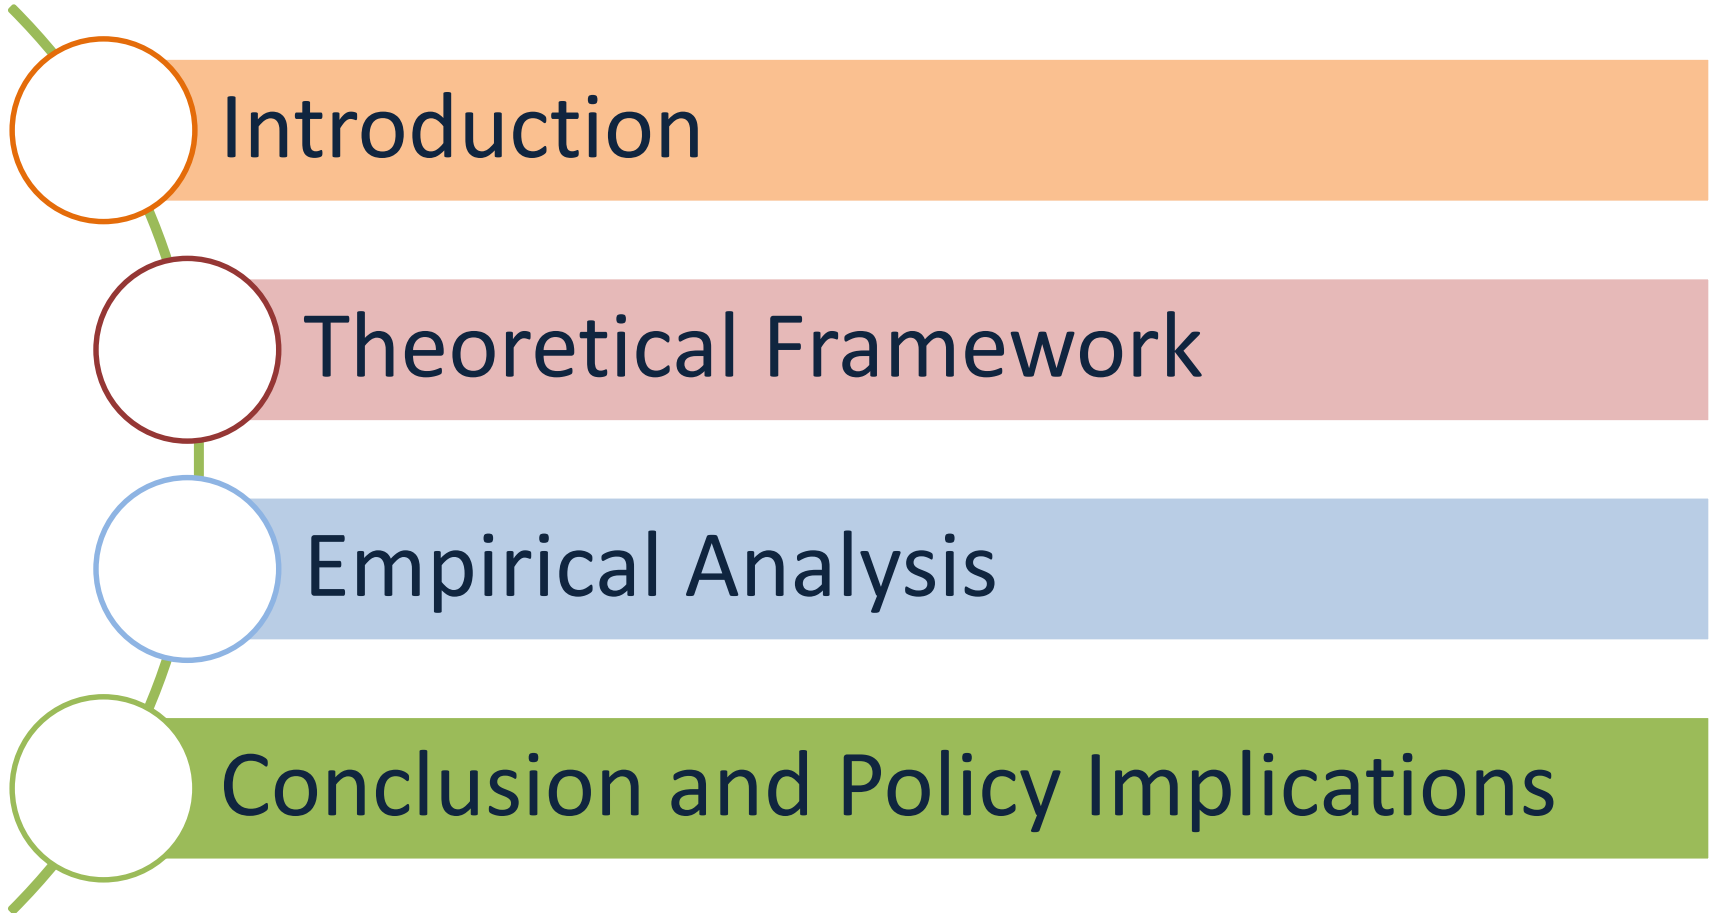 Introduction
Theoretical Framework
Empirical Analysis
Conclusion and Policy Implications